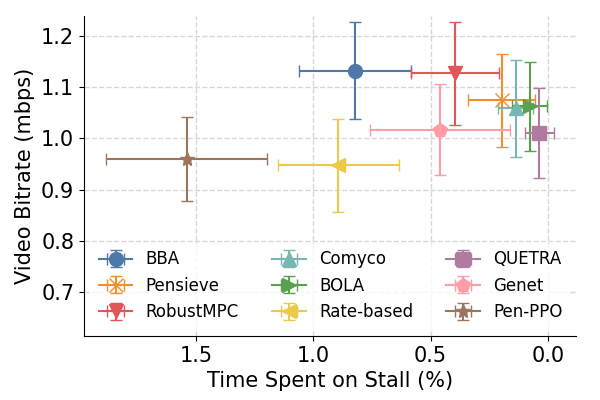 Video Bitrate (mbps)
1.2
1.1
1.0
0.9
0.8
0.7
BBA
Pensieve
RobustMPC
Comyco
BOLA
Rate-based
QUETRA
Genet
Pen-PPO
1.5 1.0 0.5 0.0
Time Spent on Stall (%)